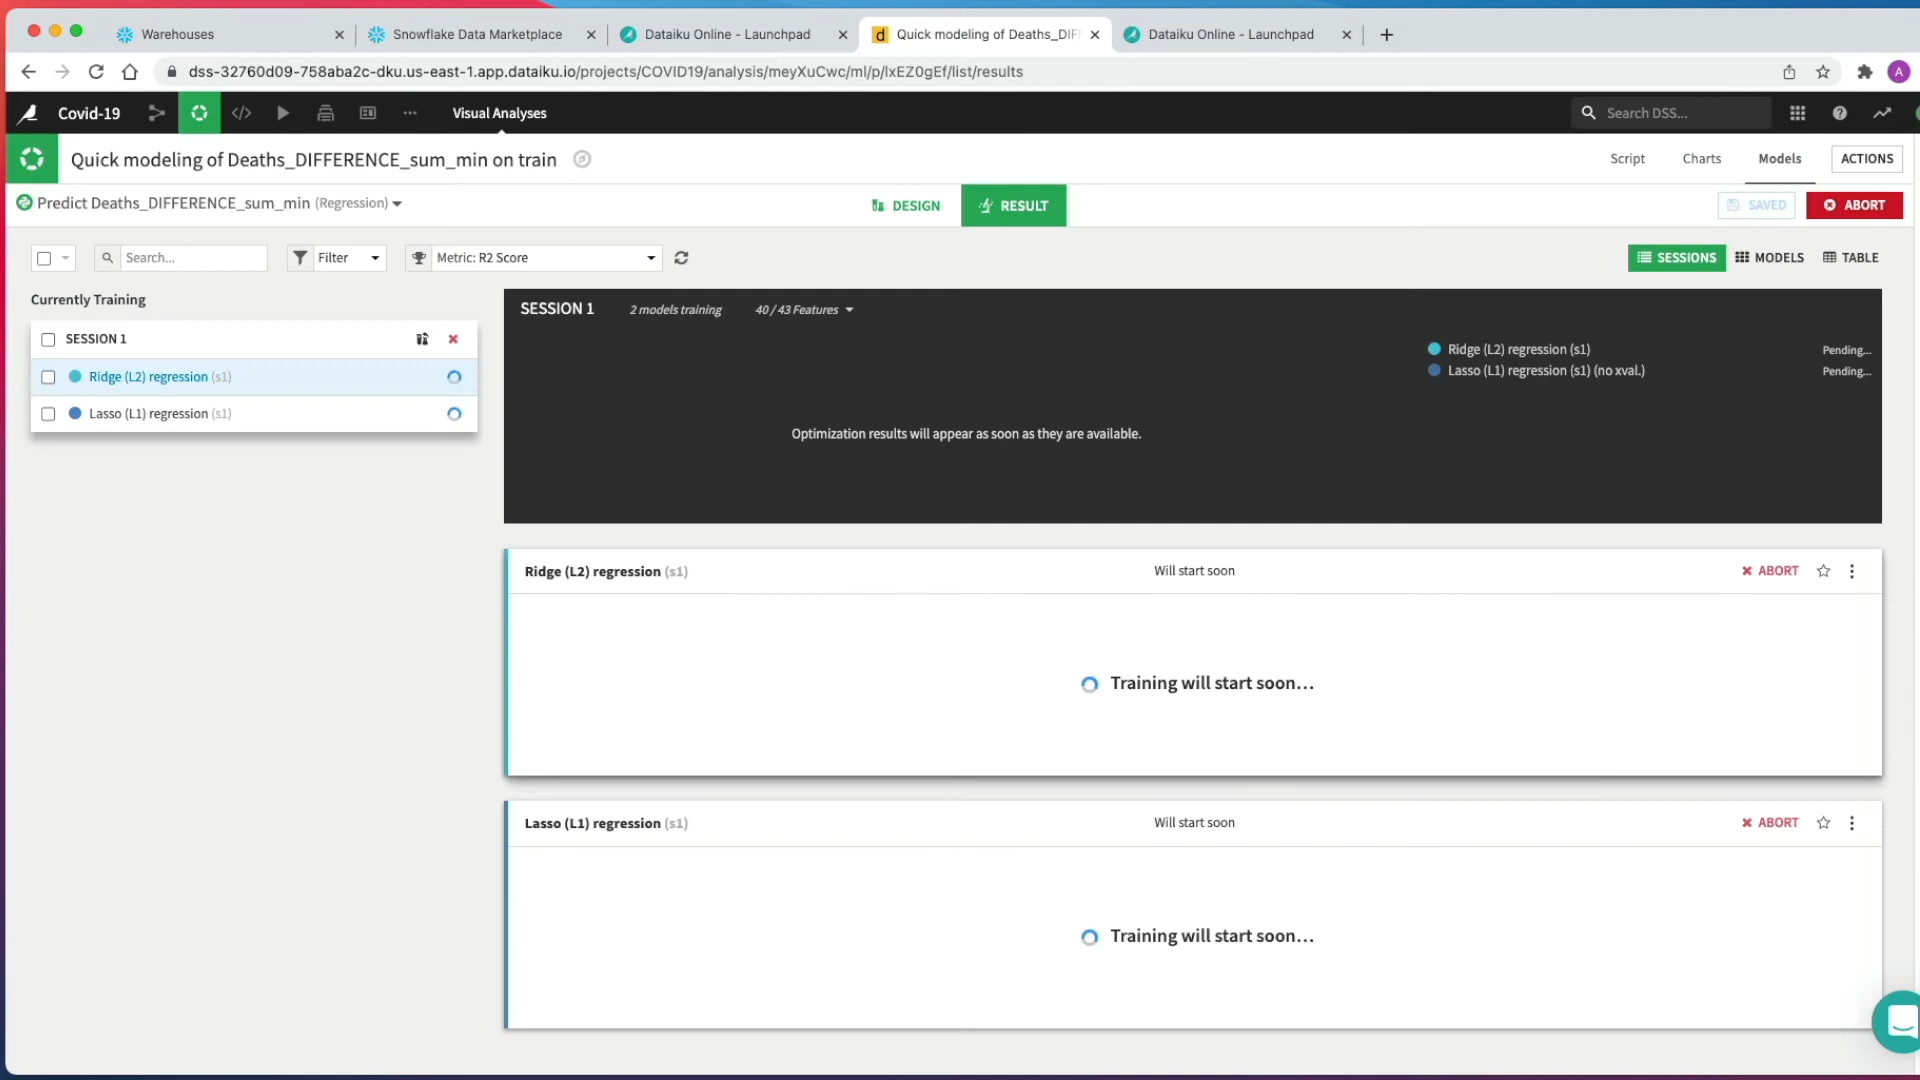 Warehouses
Snowflake Data Marketplace
Dataiku Online - Launchpad
Quick modeling of Deaths_DIF
Dataiku Online - Launchpad
dss-32760d09-758aba2c-dku.us-east-1.app.dataiku.io/projects/COVID19/analysis/meyXuCwc/ml/p/lxEZ0gEf/list/results
A
Covid-19
Visual Analyses
Search DSS...
Quick modeling of Deaths_DIFFERENCE_sum_min on train
Script
Charts
Models
ACTIONS
Predict Deaths_DIFFERENCE_sum_min (Regression)
DESIGN
RESULT
SAVED
ABORT
Search...
Filter
Metric: R2 Score
SESSIONS
MODELS
TABLE
Currently Training
SESSION 1
Ridge (L2) regression (s1)
Lasso (L1) regression (s1)
SESSION 1
2 models training
40 / 43 Features
Ridge (L2) regression (s1)
Pending...
Lasso (L1) regression (s1) (no xval.)
Pending...
Optimization results will appear as soon as they are available.
Ridge (L2) regression (s1)
Will start soon
ABORT
Training will start soon...
Lasso (L1) regression (s1)
Will start soon
ABORT
Training will start soon...